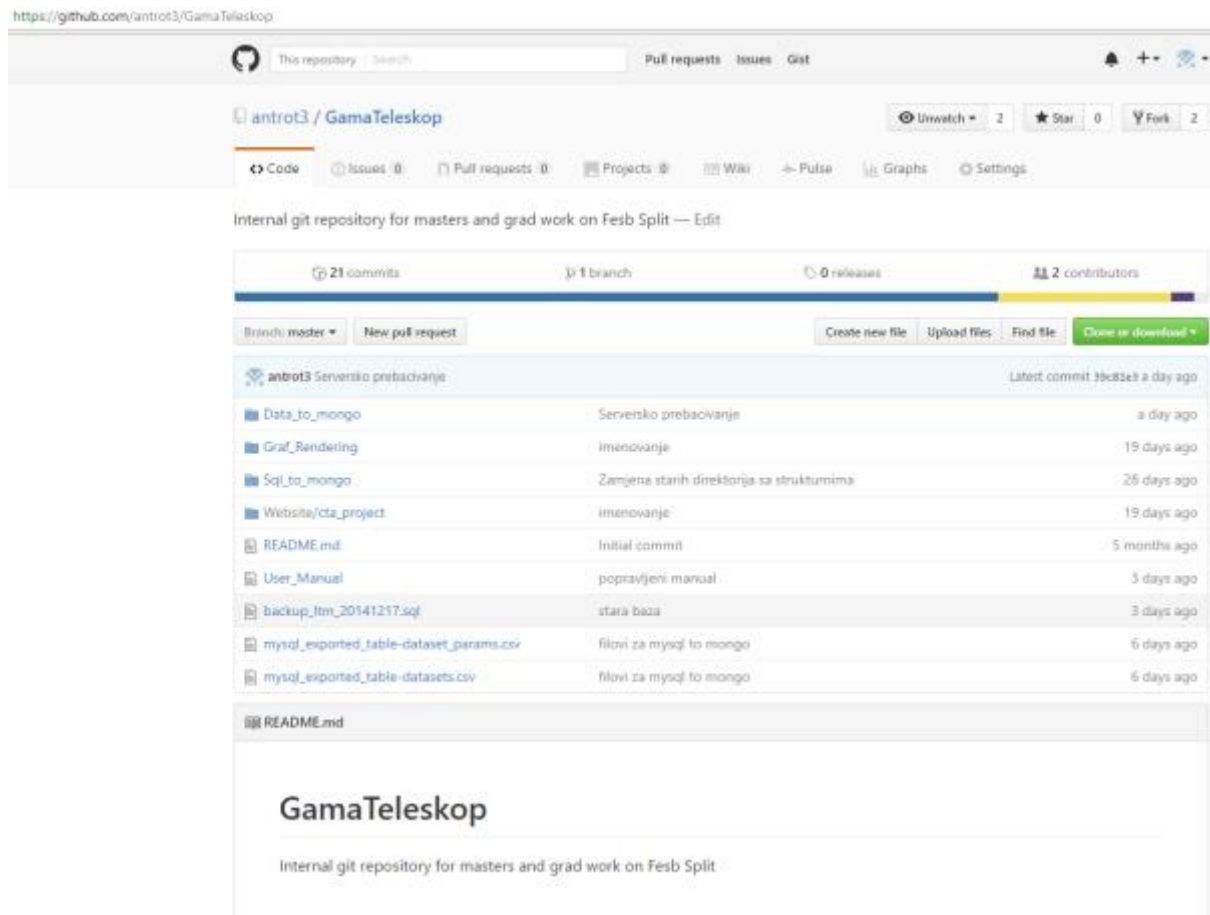 https://github.com/antrot3/GamaTeleskop
This repository Search Pull requests Issues Gist
antrot3 / GamaTeleskop Unwatch 2 Star 0 Fork 2
Code Issues 0 Pull requests 0 Projects 0 Wiki Pulse Graphs Settings
Internal git repository for masters and grad work on Fesb Split — Edit
21 commits 1 branch 0 releases 2 contributors
Branch: master New pull request Create new file Upload files Find file Clone or download
antrot3 Serversko prebacivanje Latest commit a day ago
Data_to_mongo Serversko prebacivanje a day ago
Graf_Rendering imenovanje 19 days ago
Sql_to_mongo Zamjena starih direktorija sa strukturnima 26 days ago
Website/cta_project imenovanje 19 days ago
README.md Initial commit 5 months ago
User_Manual popravljeni manual 3 days ago
backup_ltm_20141217.sql stara baza 3 days ago
mysql_exported_table-dataset_params.csv filovi za mysql to mongo 6 days ago
mysql_exported_table-datasets.csv filovi za mysql to mongo 6 days ago
README.md
GamaTeleskop
Internal git repository for masters and grad work on Fesb Split